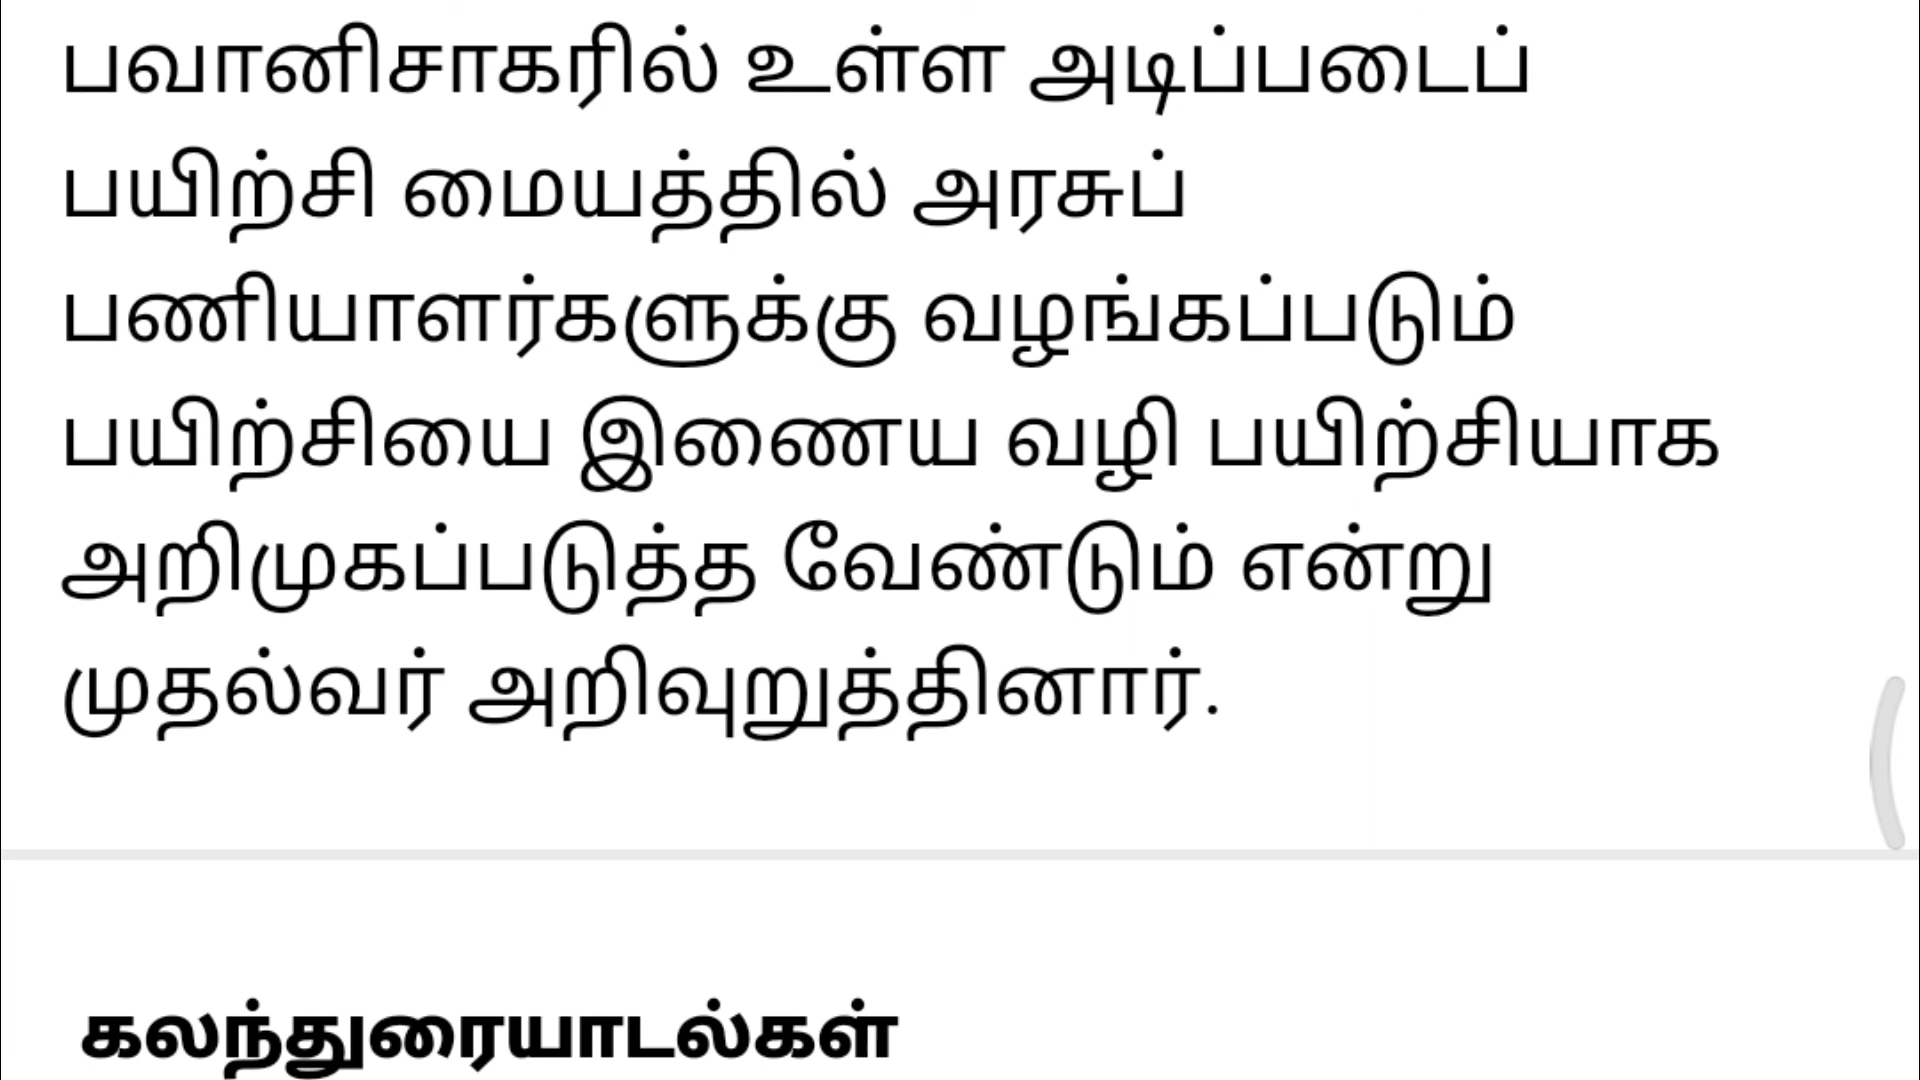 பவானிசாகரில் உள்ள அடிப்படைப்
பயிற்சி மையத்தில் அரசுப்
பணியாளர்களுக்கு வழங்கப்படும்
பயிற்சியை இணைய வழி பயிற்சியாக
அறிமுகப்படுத்த வேண்டும் என்று
முதல்வர் அறிவுறுத்தினார்.
கலந்துரையாடல்கள்